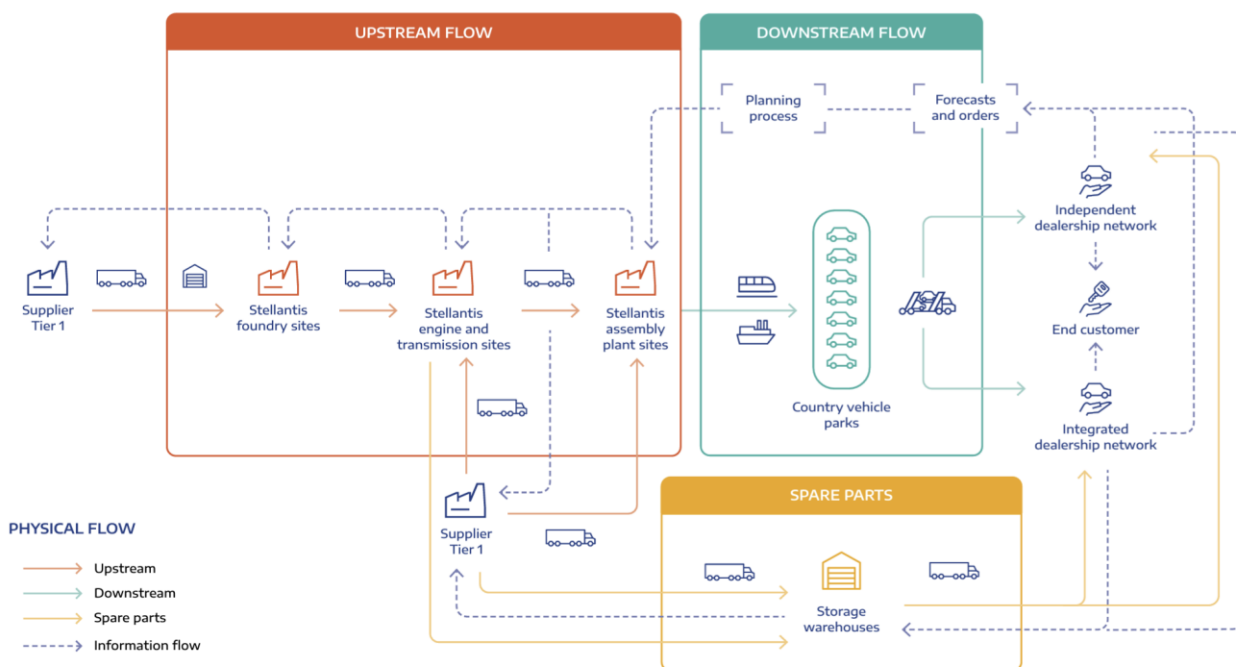 UPSTREAM FLOW
DOWNSTREAM FLOW
Planning
process
Forecasts
and orders
Independent
dealership network
Supplier
Tier 1
Stellantis
foundry sites
Stellantis
engine and
transmission sites
Stellantis
assembly
plant sites
End customer
Country vehicle
parks
Integrated
dealership network
SPARE PARTS
Supplier
Tier 1
Storage
warehouses
PHYSICAL FLOW
Upstream
Downstream
Spare parts
Information flow